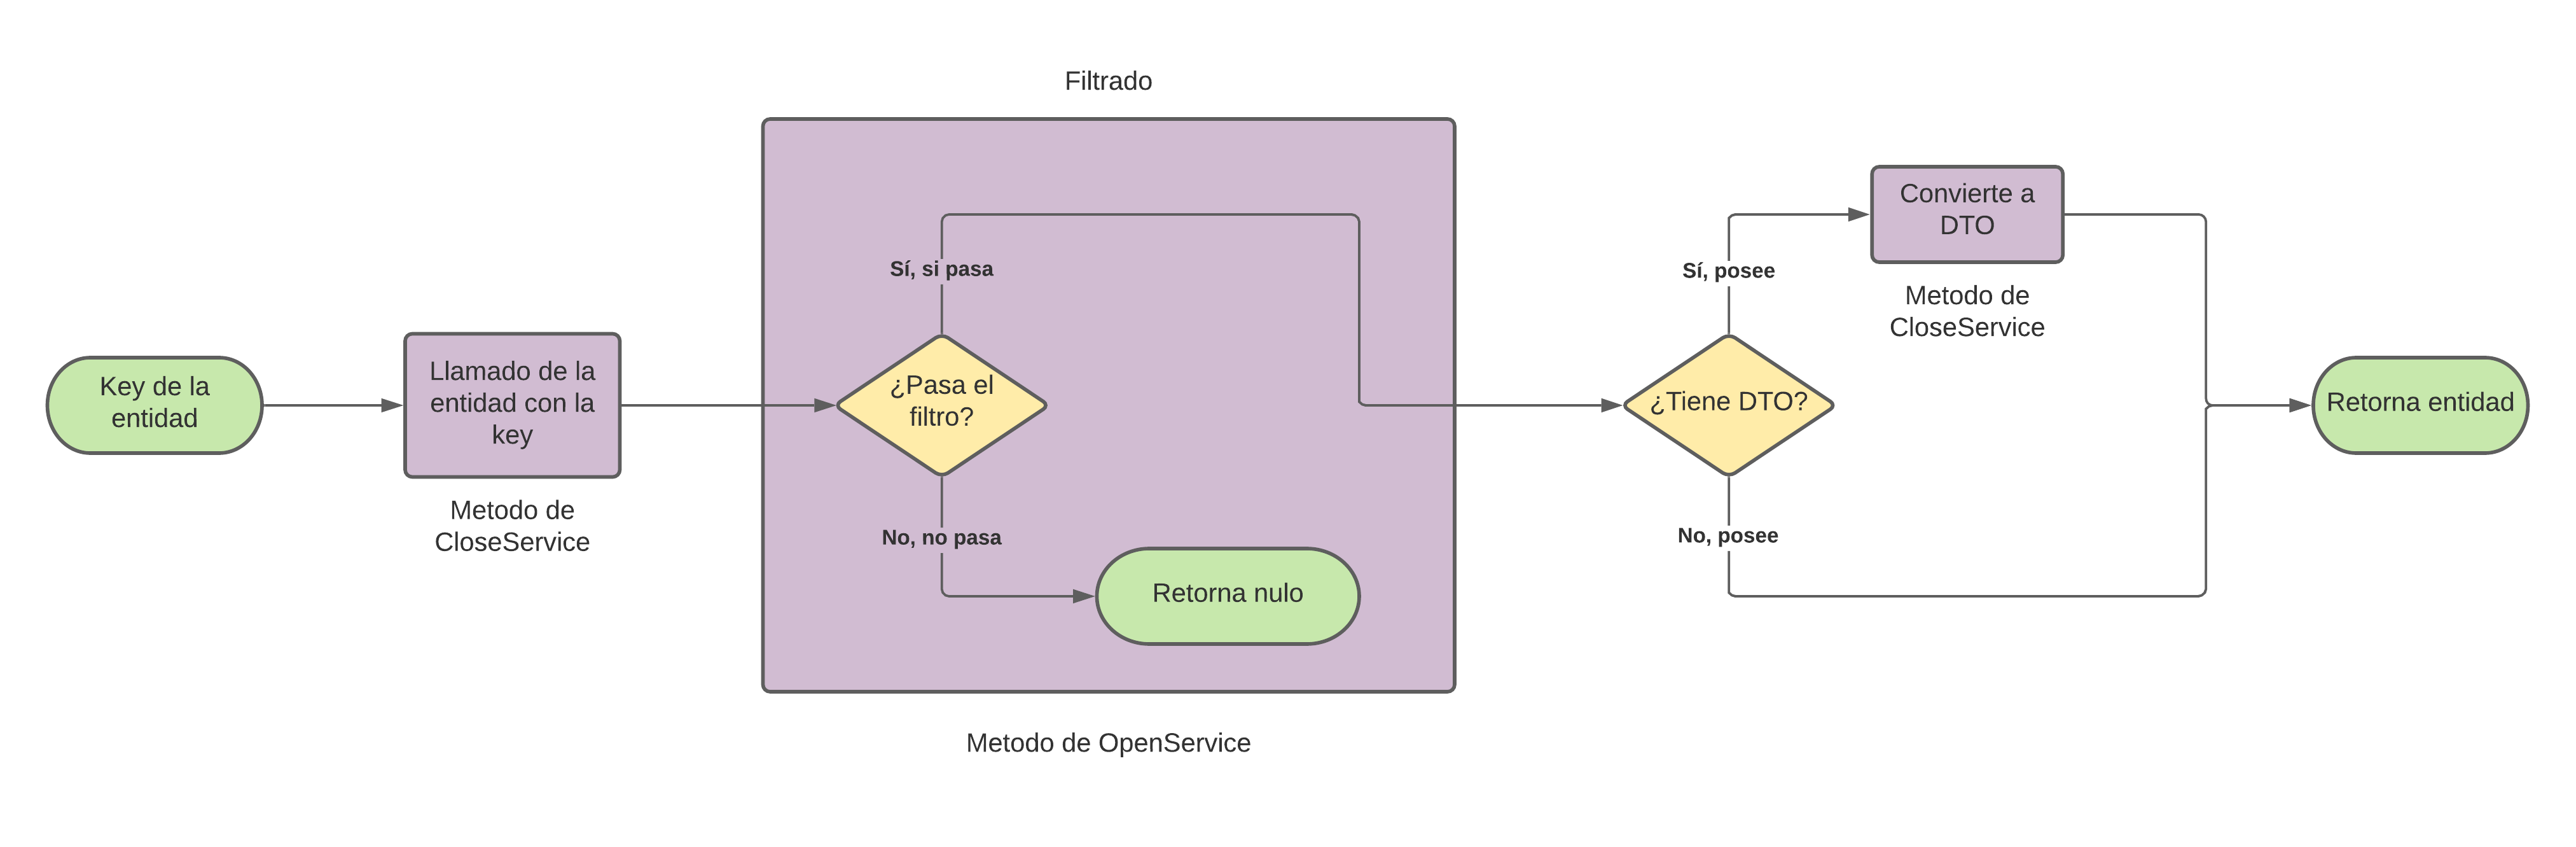 Filtrado
Key de la
entidad
Llamado de la
entidad con la
key
Metodo de
CloseService
Sí, si pasa
¿Pasa el
filtro?
No, no pasa
Retorna nulo
Metodo de OpenService
¿Tiene DTO?
Sí, posee
Convierte a
DTO
Metodo de
CloseService
No, posee
Retorna entidad